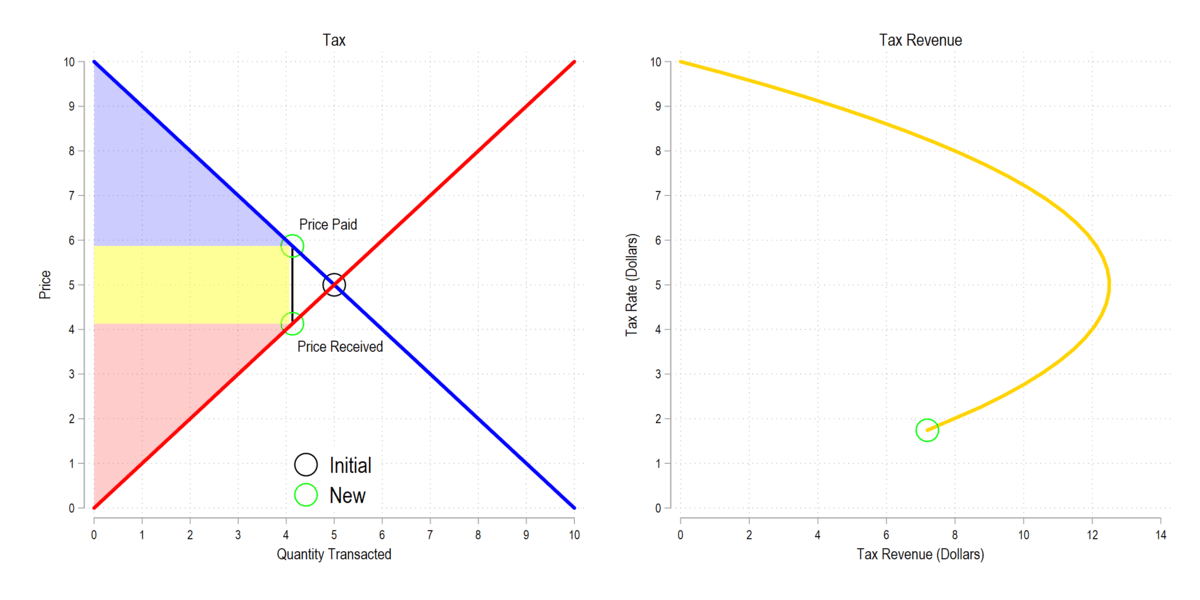 Tax
10
9
8
7
6
5
4
3
2
1
0
Price
Price Paid
Price Received
Initial
New
0 1 2 3 4 5 6 7 8 9 10
Quantity Transacted
Tax Revenue
10
9
8
7
6
5
4
3
2
1
0
Tax Rate (Dollars)
0 2 4 6 8 10 12 14
Tax Revenue (Dollars)